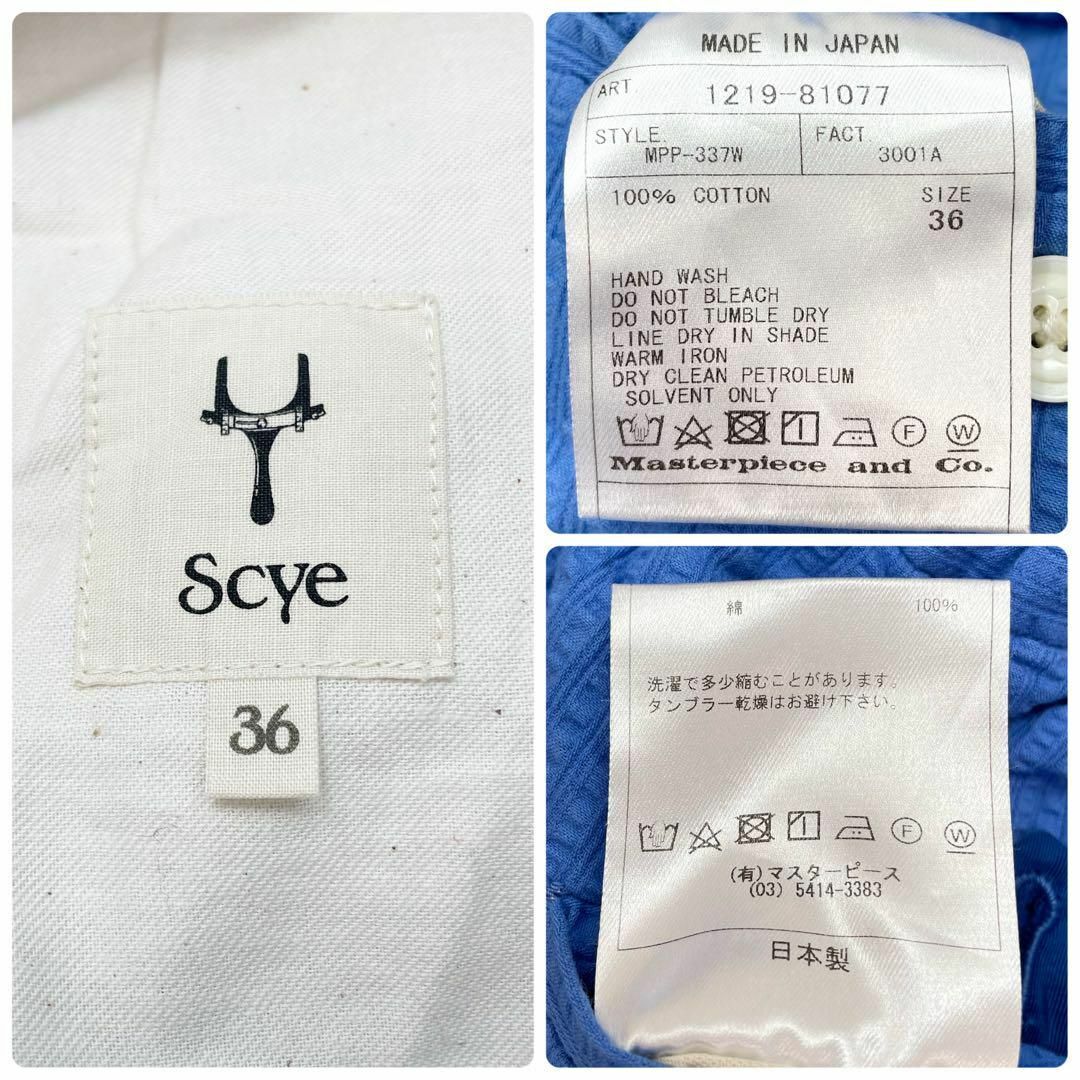 Scye
36
MADE IN JAPAN
ART. 1219-81077
STYLE. FACT.
MPP-337W 3001A
100% COTTON SIZE
36
HAND WASH
DO NOT BLEACH
DO NOT TUMBLE DRY
LINE DRY IN SHADE
WARM IRON
DRY CLEAN PETROLEUM
SOLVENT ONLY
F W
Masterpiece and Co.
綿 100%
洗濯で多少縮むことがあります。
タンブラー乾燥はお避け下さい。
F W
(有)マスターピース
(03) 5414-3383
日本製